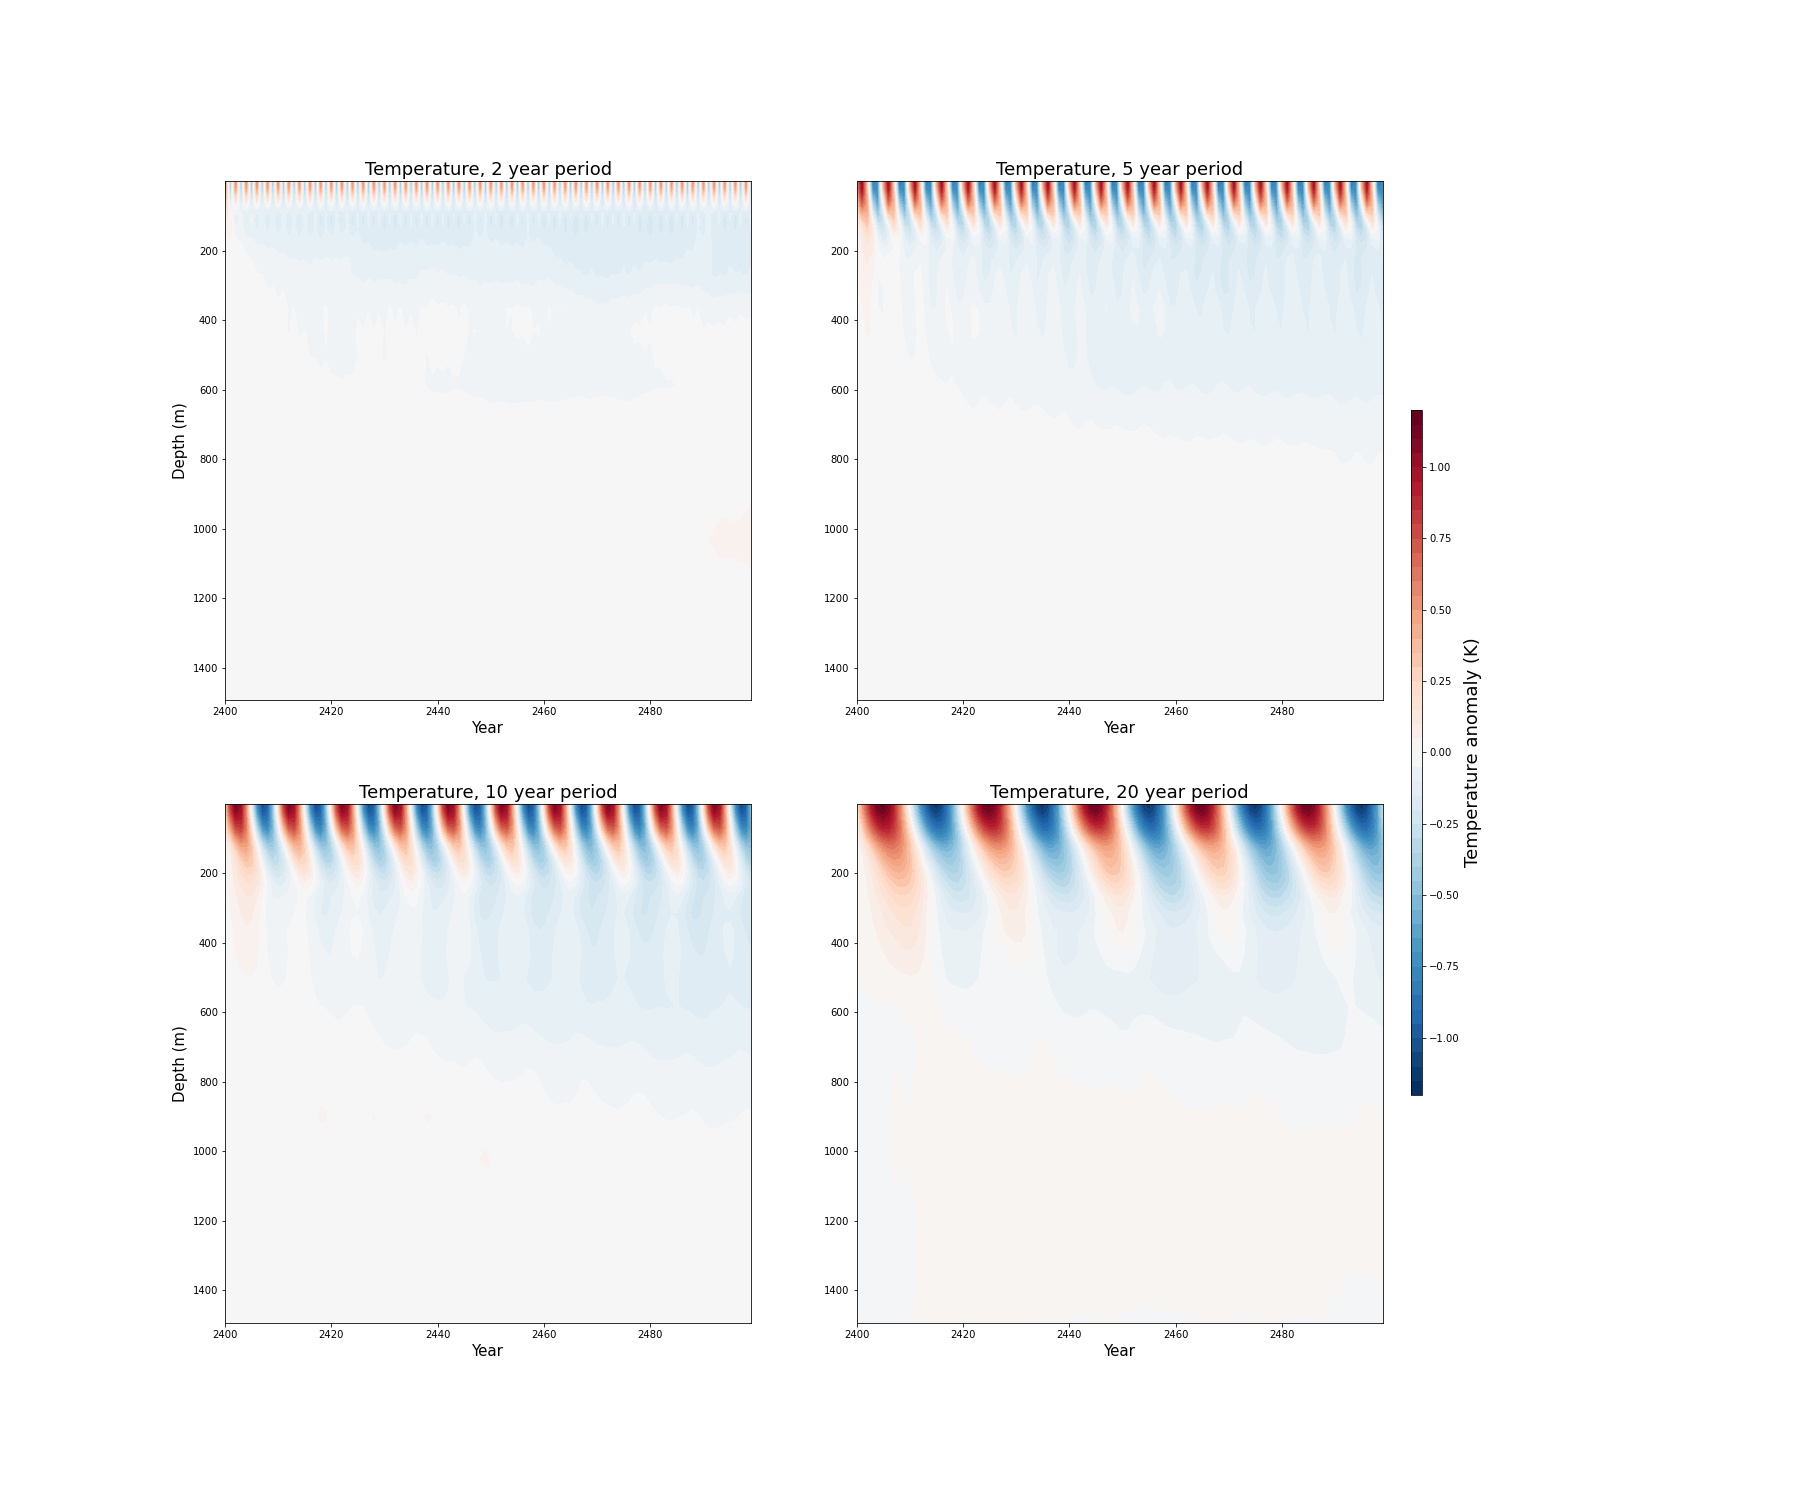 Temperature, 2 year period
Temperature, 5 year period
Depth (m)
200
400
600
800
1000
1200
1400
2400 2420 2440 2460 2480
Year
200
400
600
800
1000
1200
1400
2400 2420 2440 2460 2480
Year
Temperature, 10 year period
Temperature, 20 year period
Depth (m)
200
400
600
800
1000
1200
1400
2400 2420 2440 2460 2480
Year
200
400
600
800
1000
1200
1400
2400 2420 2440 2460 2480
Year
1.00
0.75
0.50
0.25
0.00
−0.25
−0.50
−0.75
−1.00
Temperature anomaly (K)